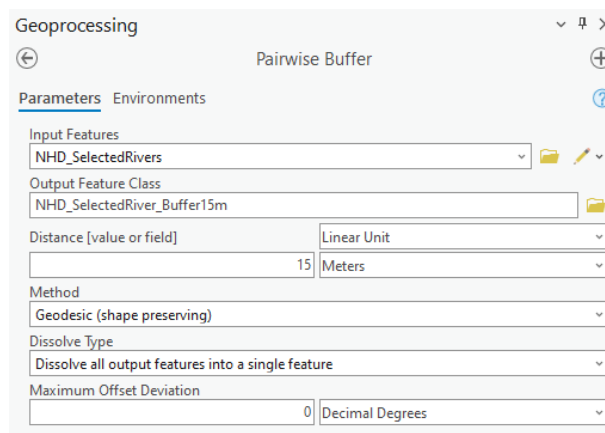 Geoprocessing
Pairwise Buffer
Parameters Environments
Input Features
NHD_SelectedRivers
Output Feature Class
NHD_SelectedRiver_Buffer15m
Distance [value or field] Linear Unit
15 Meters
Method
Geodesic (shape preserving)
Dissolve Type
Dissolve all output features into a single feature
Maximum Offset Deviation
0 Decimal Degrees